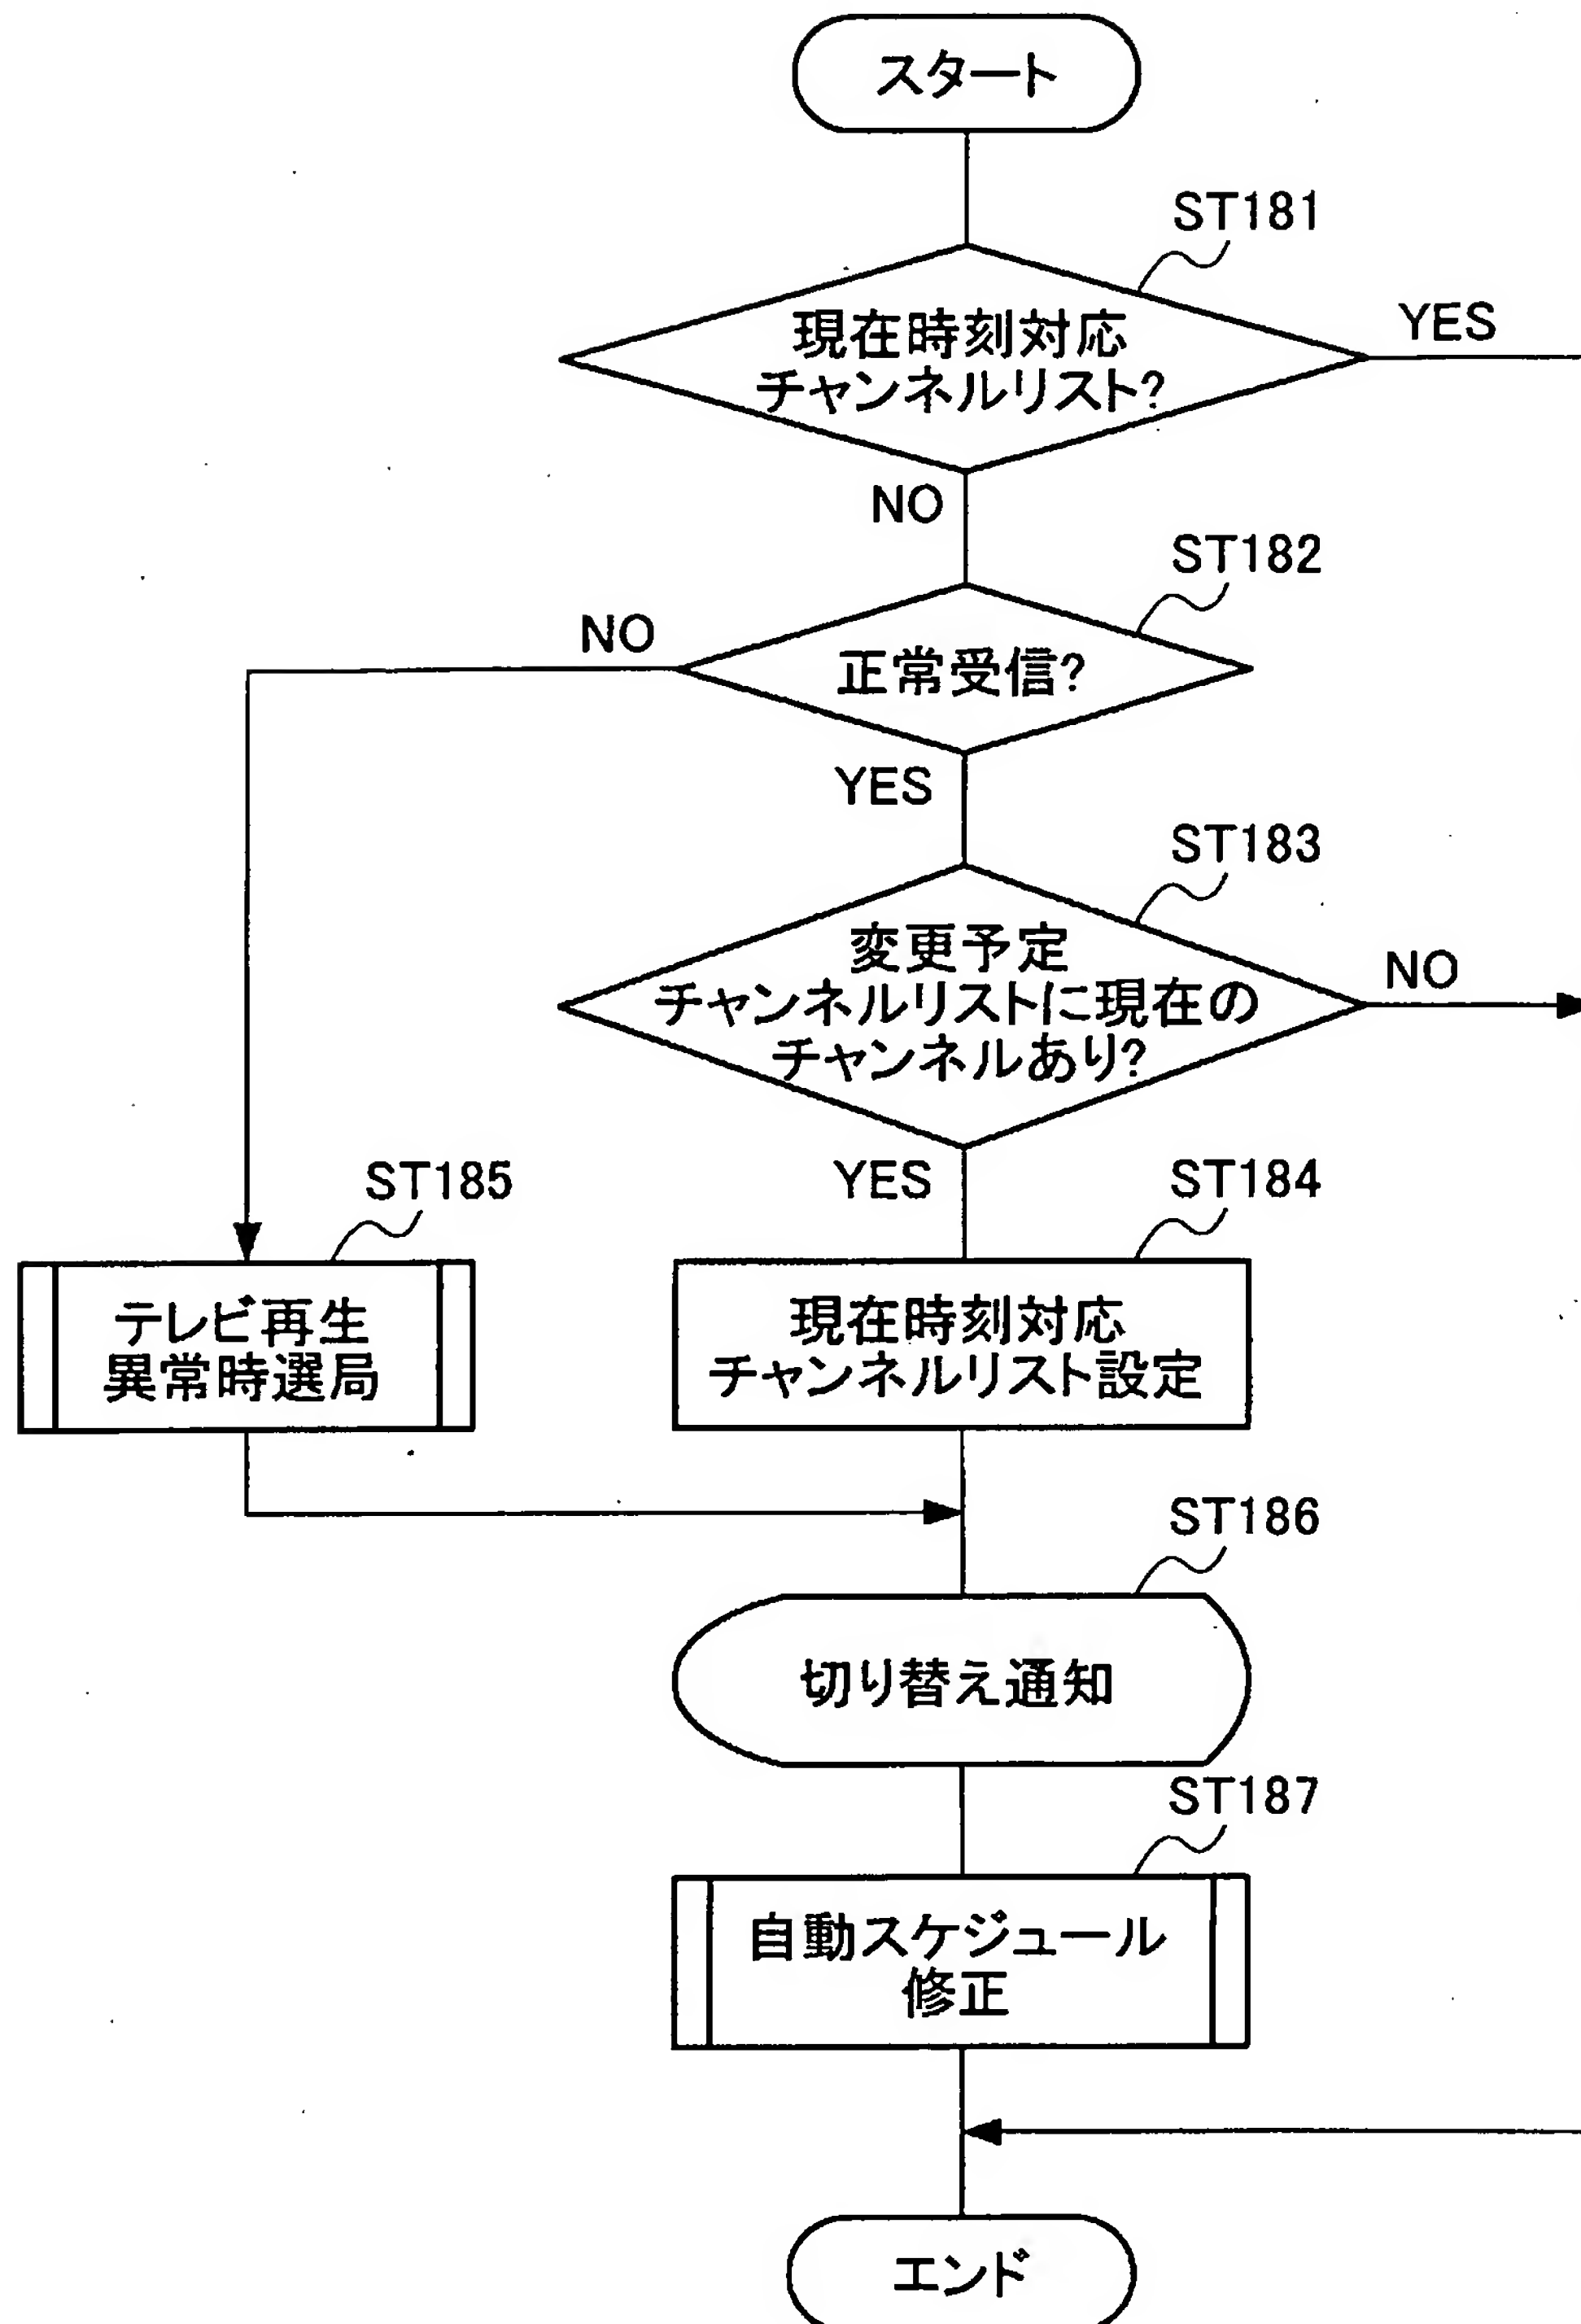 スタート
ST181
現在時刻対応
チャンネルリスト?
YES
NO
ST182
NO
正常受信?
YES
ST183
変更予定
チャンネルリストに現在の
チャンネルあり?
NO
YES
ST185
ST184
テレビ再生
異常時選局
現在時刻対応
チャンネルリスト設定
ST186
切り替え通知
ST187
自動スケジュール
修正
エンド